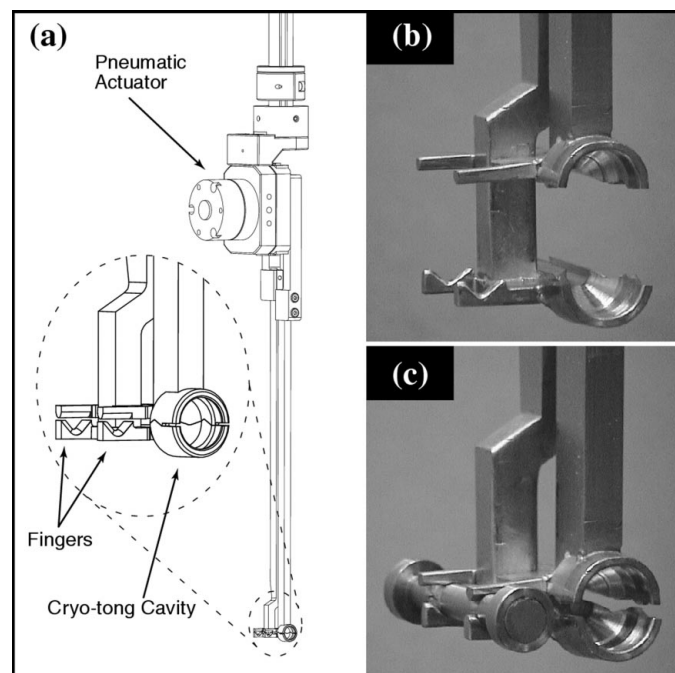 (a)
Pneumatic
Actuator
Fingers
Cryo-tong Cavity
(b)
(c)